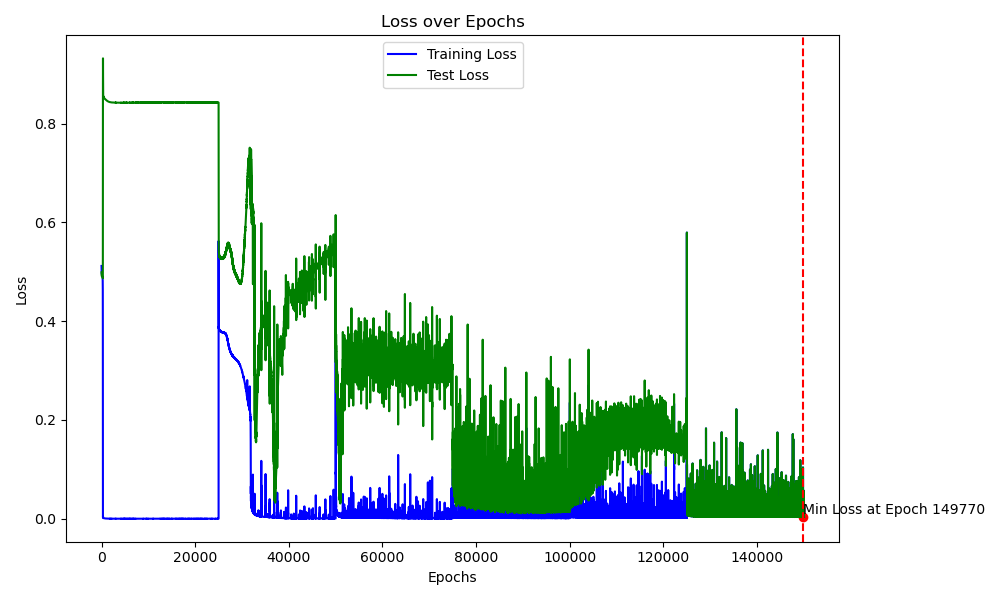 Loss over Epochs
Training Loss
Test Loss
Loss
0.8
0.6
0.4
0.2
0.0
Min Loss at Epoch 149770
0 20000 40000 60000 80000 100000 120000 140000
Epochs